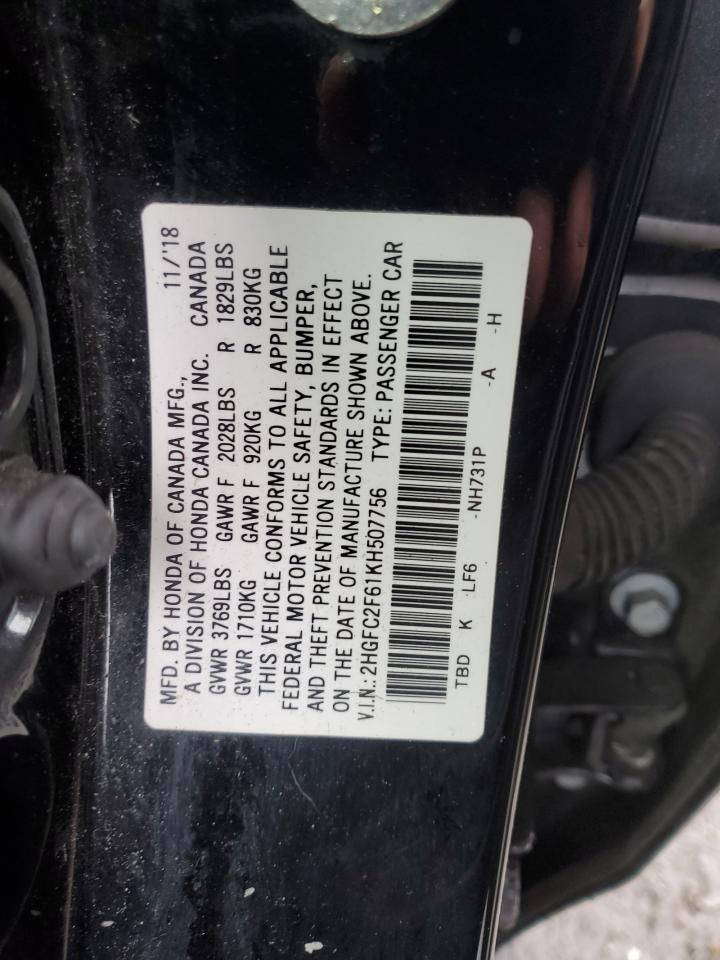 MFD. BY HONDA OF CANADA MFG., 11/'18
A DIVISION OF HONDA CANADA INC. CANADA
GVWR 3769LBS GAWR F 2028LBS R 1829LBS
GVWR 1710KG GAWR F 920KG R 830KG
THIS VEHICLE CONFORMS TO ALL APPLICABLE
FEDERAL MOTOR VEHICLE SAFETY, BUMPER,
AND THEFT PREVENTION STANDARDS IN EFFECT
ON THE DATE OF MANUFACTURE SHOWN ABOVE.
V.I.N.: 2HGFC2F61KH507756 TYPE: PASSENGER CAR
TBD K LF6 -NH731P -A -H